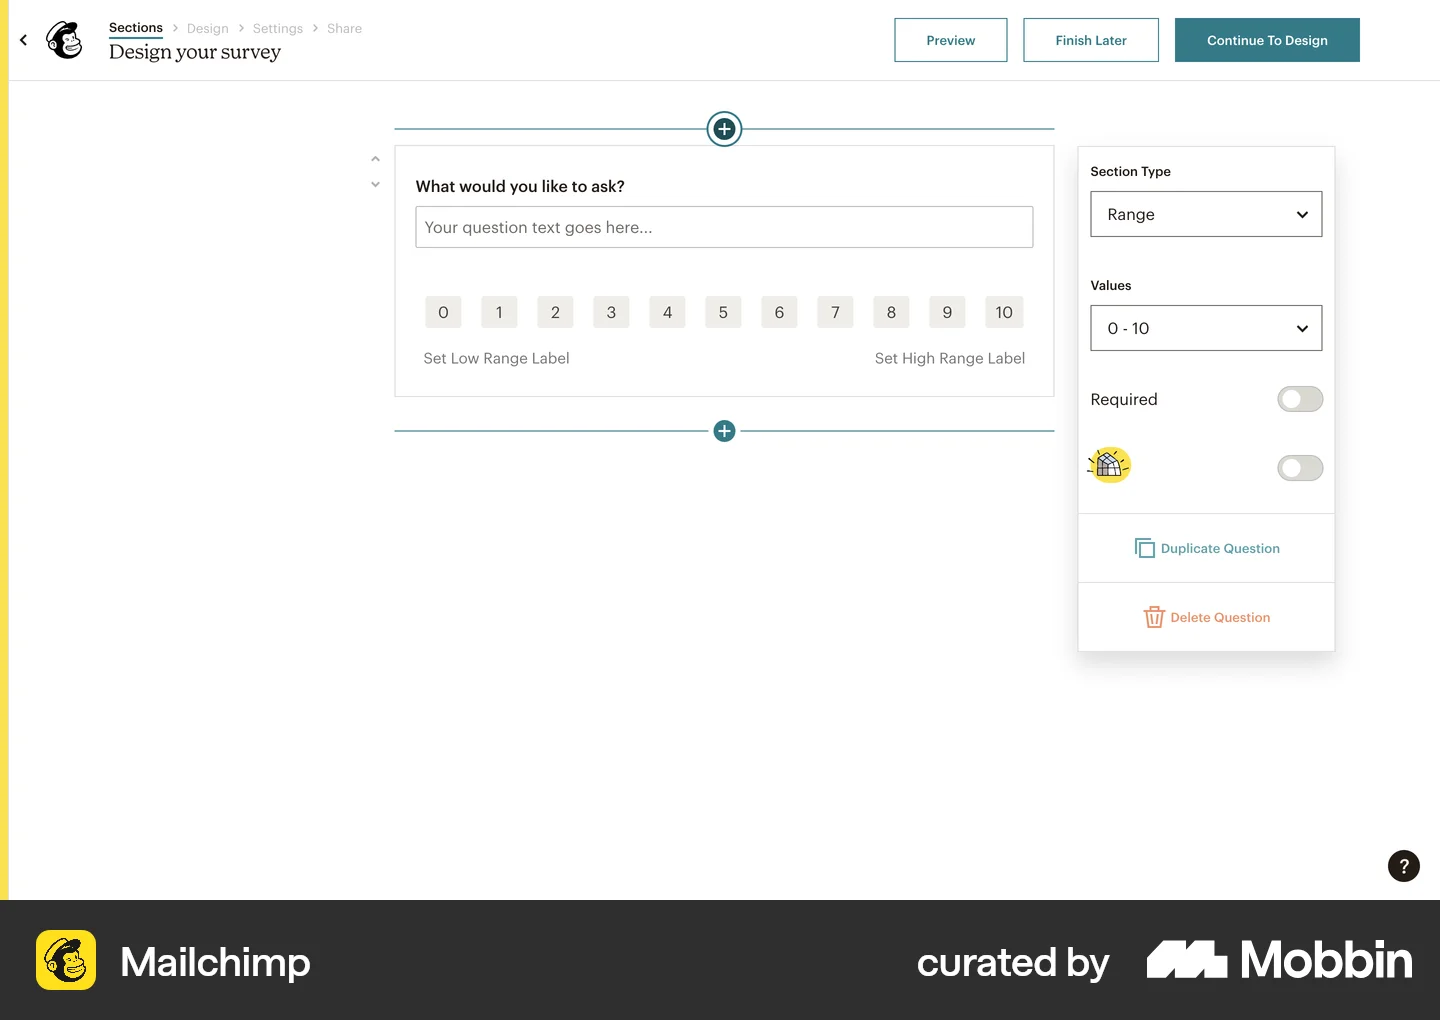 Sections > Design > Settings > Share
Design your survey
Preview
Finish Later
Continue To Design
What would you like to ask?
Your question text goes here...
0 1 2 3 4 5 6 7 8 9 10
Set Low Range Label
Set High Range Label
Section Type
Range
Values
0 - 10
Required
Duplicate Question
Delete Question
?
Mailchimp
curated by Mobbin